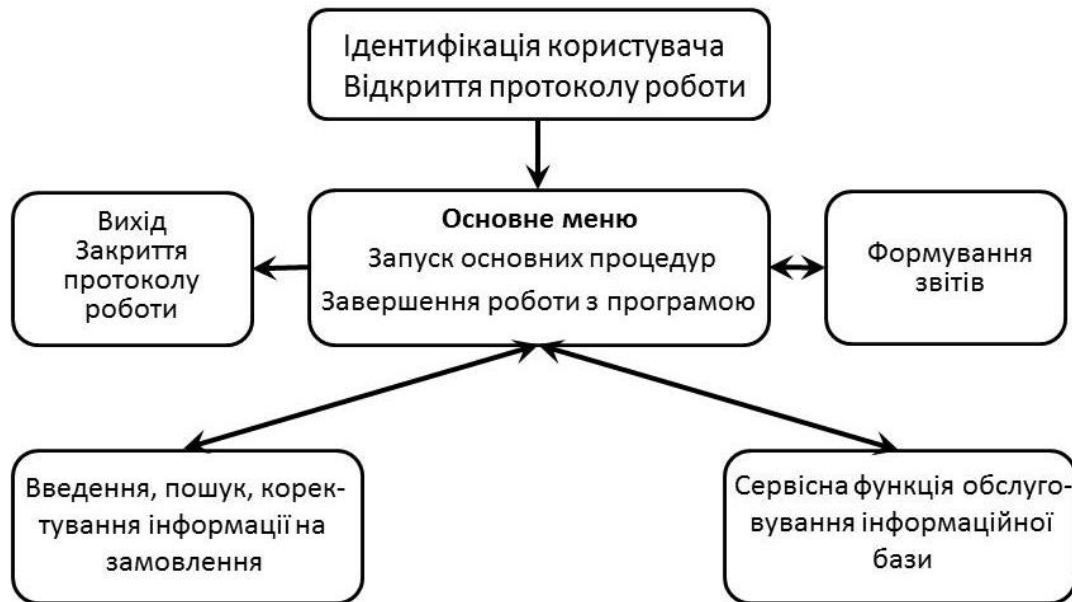 Ідентифікація користувача
Відкриття протоколу роботи
Вихід
Закриття
протоколу
роботи
Основне меню
Запуск основних процедур
Завершення роботи з програмою
Формування
звітів
Введення, пошук, корек-
тування інформації на
замовлення
Сервісна функція обслуго-
вування інформаційної
бази